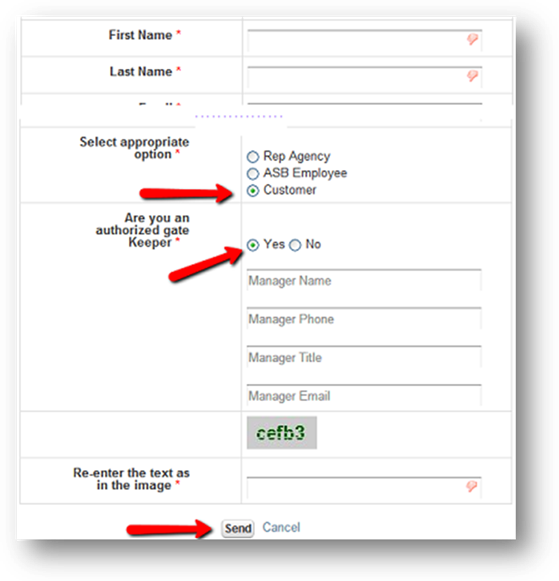 First Name *
Last Name *
Select appropriate
option *
Rep Agency
ASB Employee
Customer
Are you an
authorized gate
Keeper *
Yes No
Manager Name
Manager Phone
Manager Title
Manager Email
cefb3
Re-enter the text as
in the image *
Send Cancel